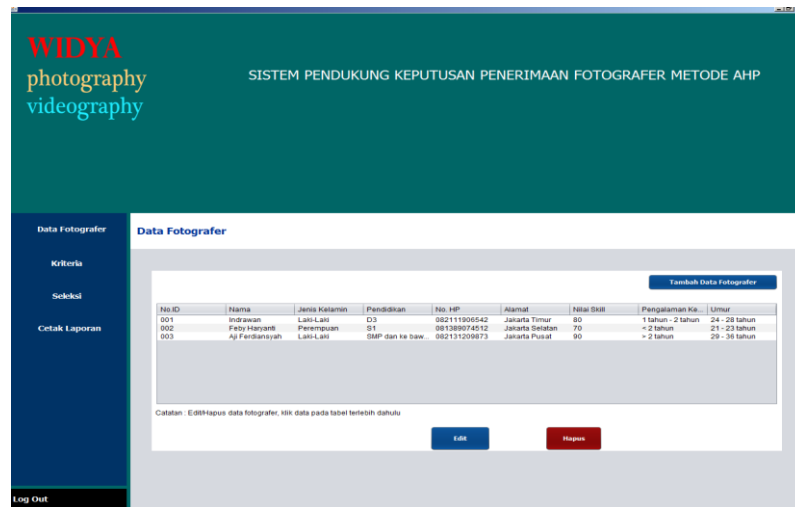 WIDYA
photography
videography
SISTEM PENDUKUNG KEPUTUSAN PENERIMAAN FOTOGRAFER METODE AHP
Data Fotografer
Kriteria
Seleksi
Cetak Laporan
Log Out
Data Fotografer
Tambah Data Fotografer
No.ID Nama Jenis Kelamin Pendidikan No. HP Alamat Nilai Skill Pengalaman Ke... Umur
001 Indrawan Laki-Laki D3 082111906542 Jakarta Timur 80 1 tahun - 2 tahun 24 - 28 tahun
002 Feby Haryanti Perempuan S1 081389074512 Jakarta Selatan 70 < 2 tahun 21 - 23 tahun
003 Aji Ferdiansyah Laki-Laki SMP dan ke baw... 082131209873 Jakarta Pusat 90 > 2 tahun 29 - 36 tahun
Catatan : Edit/Hapus data fotografer, klik data pada tabel terlebih dahulu
Edit Hapus